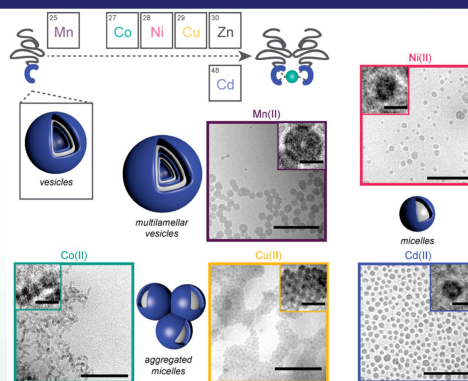 25
Mn
27
Co
28
Ni
29
Cu
30
Zn
48
Cd
Ni(II)
Mn(II)
vesicles
multilamellar
vesicles
micelles
Co(II)
Cu(II)
Cd(II)
aggregated
micelles